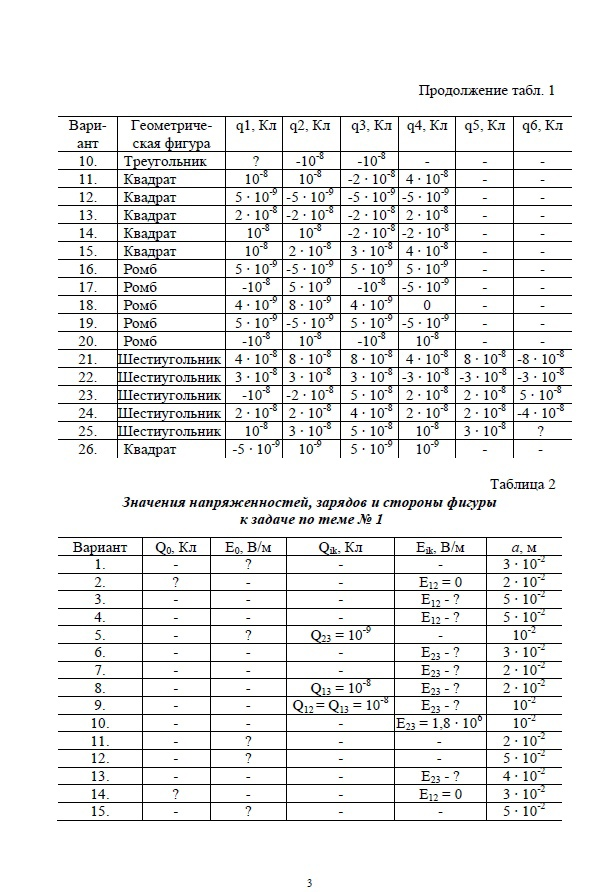 Продолжение табл. 1
Вари-ант Геометриче-ская фигура q1, Кл q2, Кл q3, Кл q4, Кл q5, Кл q6, Кл
10. Треугольник ? -10⁻⁸ -10⁻⁸ - - -
11. Квадрат 10⁻⁸ 10⁻⁸ -2 · 10⁻⁸ 4 · 10⁻⁸ - -
12. Квадрат 5 · 10⁻⁹ -5 · 10⁻⁹ -5 · 10⁻⁹ -5 · 10⁻⁹ - -
13. Квадрат 2 · 10⁻⁸ -2 · 10⁻⁸ -2 · 10⁻⁸ 2 · 10⁻⁸ - -
14. Квадрат 10⁻⁸ 10⁻⁸ -2 · 10⁻⁸ -2 · 10⁻⁸ - -
15. Квадрат 10⁻⁸ 2 · 10⁻⁸ 3 · 10⁻⁸ 4 · 10⁻⁸ - -
16. Ромб 5 · 10⁻⁹ -5 · 10⁻⁹ 5 · 10⁻⁹ 5 · 10⁻⁹ - -
17. Ромб -10⁻⁸ 5 · 10⁻⁹ -10⁻⁸ -5 · 10⁻⁹ - -
18. Ромб 4 · 10⁻⁹ 8 · 10⁻⁹ 4 · 10⁻⁹ 0 - -
19. Ромб 5 · 10⁻⁹ -5 · 10⁻⁹ 5 · 10⁻⁹ -5 · 10⁻⁹ - -
20. Ромб -10⁻⁸ 10⁻⁸ -10⁻⁸ 10⁻⁸ - -
21. Шестиугольник 4 · 10⁻⁸ 8 · 10⁻⁸ 8 · 10⁻⁸ 4 · 10⁻⁸ 8 · 10⁻⁸ -8 · 10⁻⁸
22. Шестиугольник 3 · 10⁻⁸ 3 · 10⁻⁸ 3 · 10⁻⁸ -3 · 10⁻⁸ -3 · 10⁻⁸ -3 · 10⁻⁸
23. Шестиугольник -10⁻⁸ -2 · 10⁻⁸ 5 · 10⁻⁸ 2 · 10⁻⁸ 2 · 10⁻⁸ 5 · 10⁻⁸
24. Шестиугольник 2 · 10⁻⁸ 2 · 10⁻⁸ 4 · 10⁻⁸ 2 · 10⁻⁸ 2 · 10⁻⁸ -4 · 10⁻⁸
25. Шестиугольник 10⁻⁸ 3 · 10⁻⁸ 5 · 10⁻⁸ 10⁻⁸ 3 · 10⁻⁸ ?
26. Квадрат -5 · 10⁻⁹ 10⁻⁹ 5 · 10⁻⁹ 10⁻⁹ - -
Таблица 2
Значения напряженностей, зарядов и стороны фигуры
к задаче по теме № 1
Вариант Q₀, Кл E₀, В/м Qik, Кл Eik, В/м a, м
1. - ? - - 3 · 10⁻²
2. ? - - E₁₂ = 0 2 · 10⁻²
3. - - - E₁₂ - ? 5 · 10⁻²
4. - - - E₁₂ - ? 5 · 10⁻²
5. - ? Q₂₃ = 10⁻⁹ - 10⁻²
6. - - - E₂₃ - ? 3 · 10⁻²
7. - - - E₂₃ - ? 2 · 10⁻²
8. - - Q₁₃ = 10⁻⁸ E₂₃ - ? 2 · 10⁻²
9. - - Q₁₂ = Q₁₃ = 10⁻⁸ E₂₃ - ? 10⁻²
10. - - - E₂₃ = 1,8 · 10⁶ 10⁻²
11. - ? - - 2 · 10⁻²
12. - ? - - 5 · 10⁻²
13. - - - E₂₃ - ? 4 · 10⁻²
14. ? - - E₁₂ = 0 3 · 10⁻²
15. - ? - - 5 · 10⁻²
3